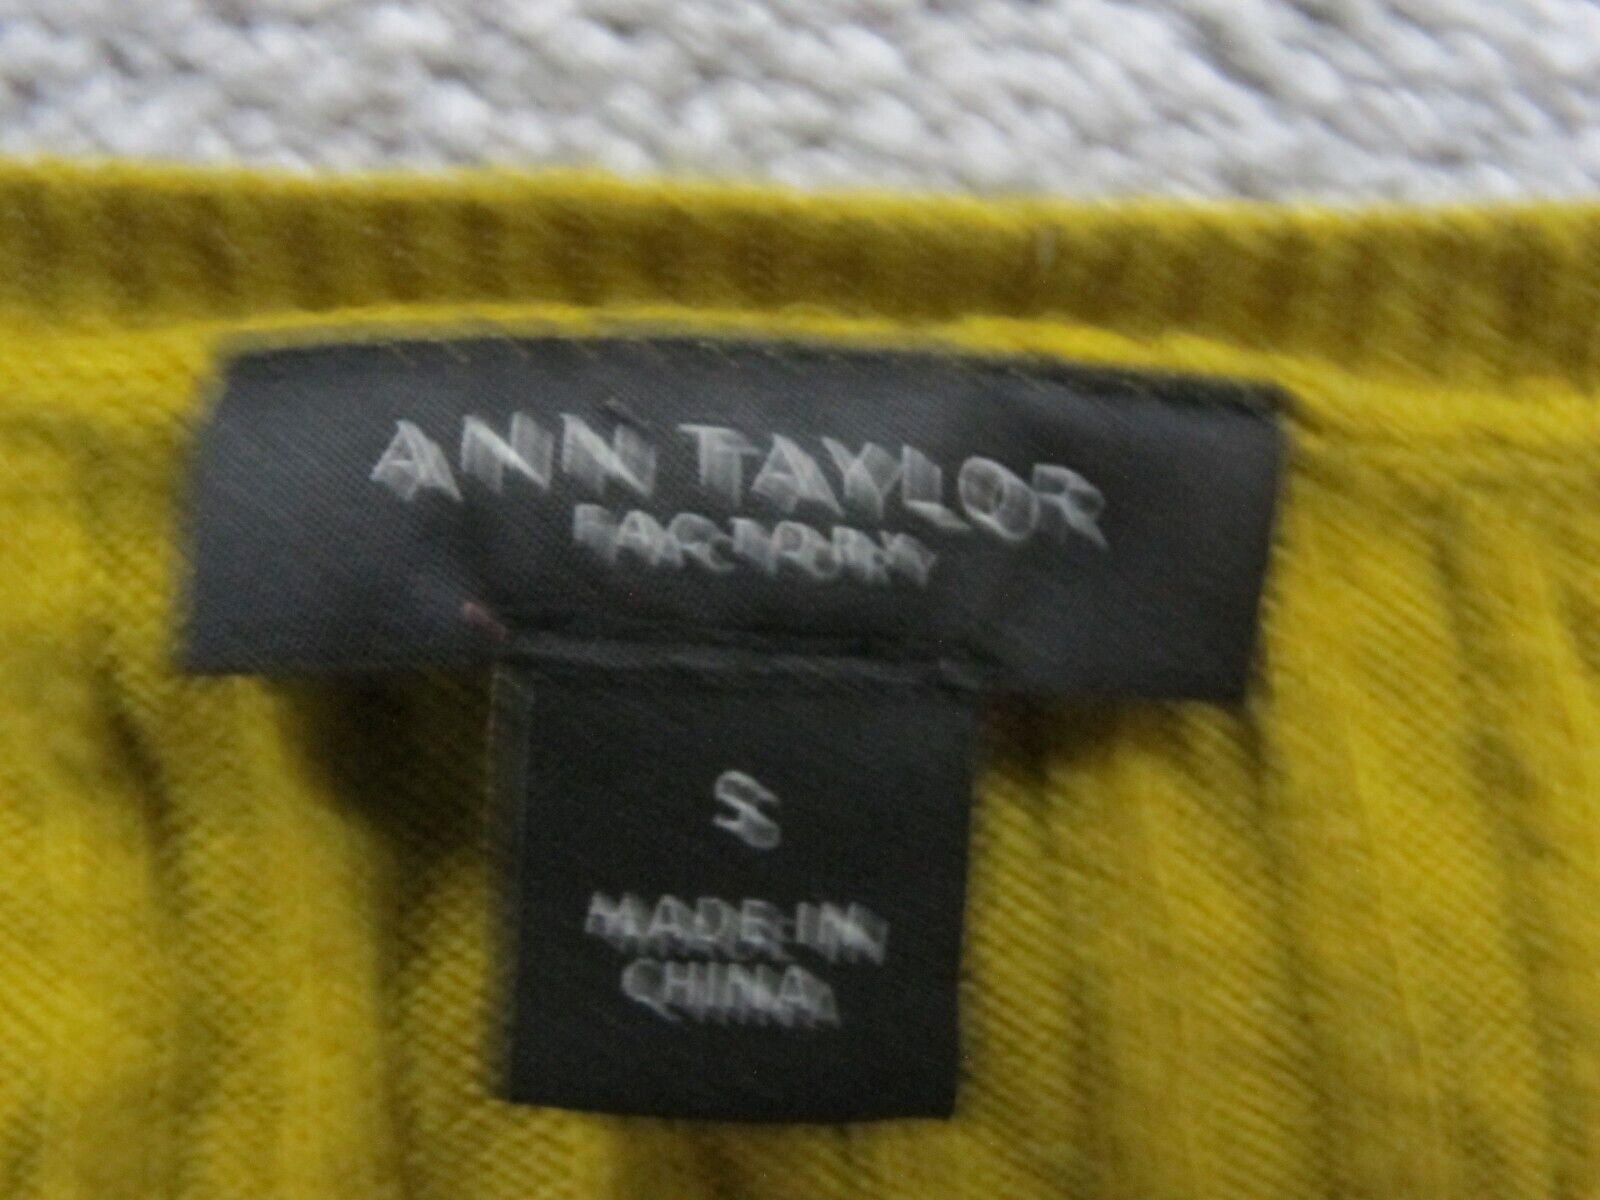 ANN TAYLOR
FACTORY
S
MADE IN
CHINA